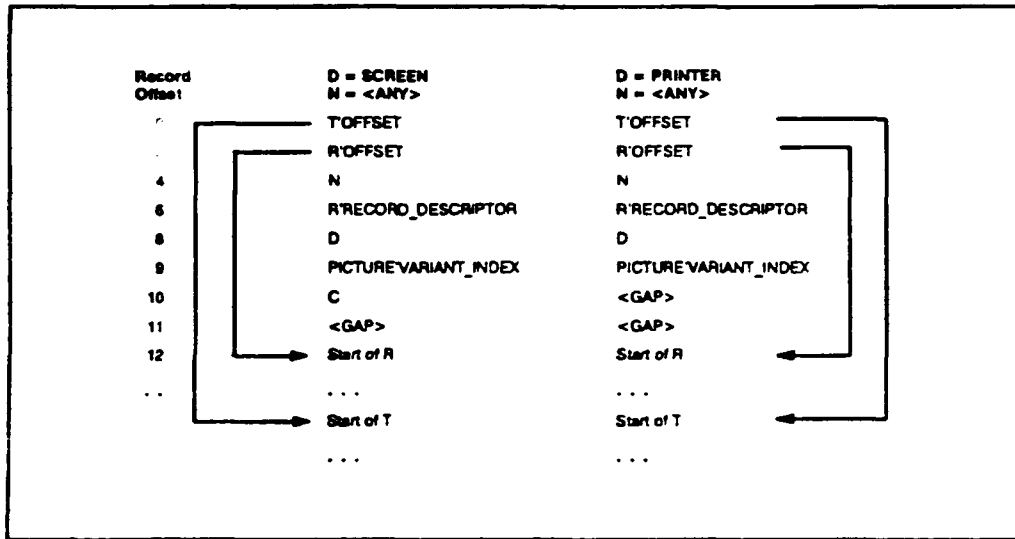 Record Offset D = SCREEN N = <ANY> D = PRINTER N = <ANY>
T'OFFSET T'OFFSET
R'OFFSET R'OFFSET
4 N N
6 R'RECORD_DESCRIPTOR R'RECORD_DESCRIPTOR
8 D D
9 PICTURE'VARIANT_INDEX PICTURE'VARIANT_INDEX
10 C <GAP>
11 <GAP> <GAP>
12 Start of R Start of R
. . . . . . . .
Start of T Start of T
. . . . . .